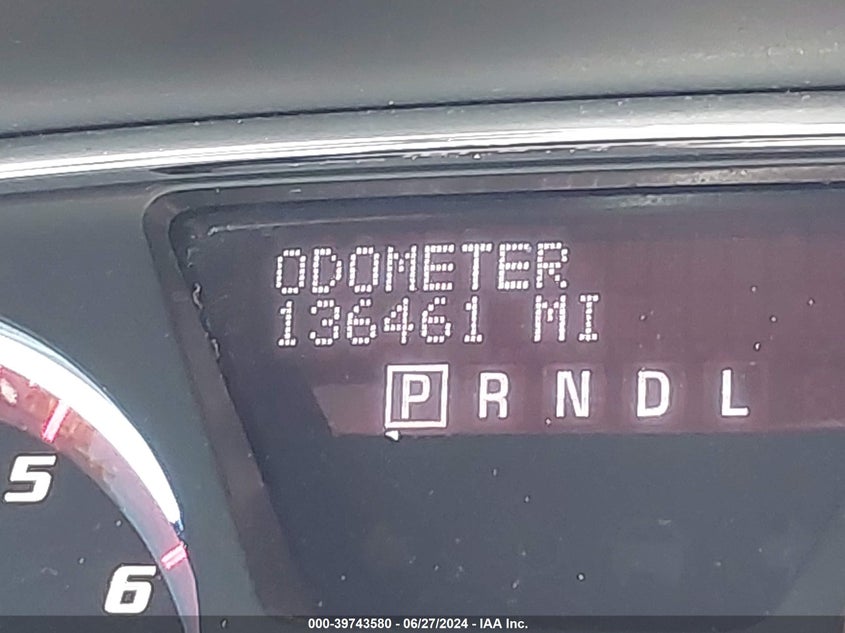 ODOMETER
136461 MI
P R N D L
5
6
000-39743580 - 06/27/2024 - IAA Inc.